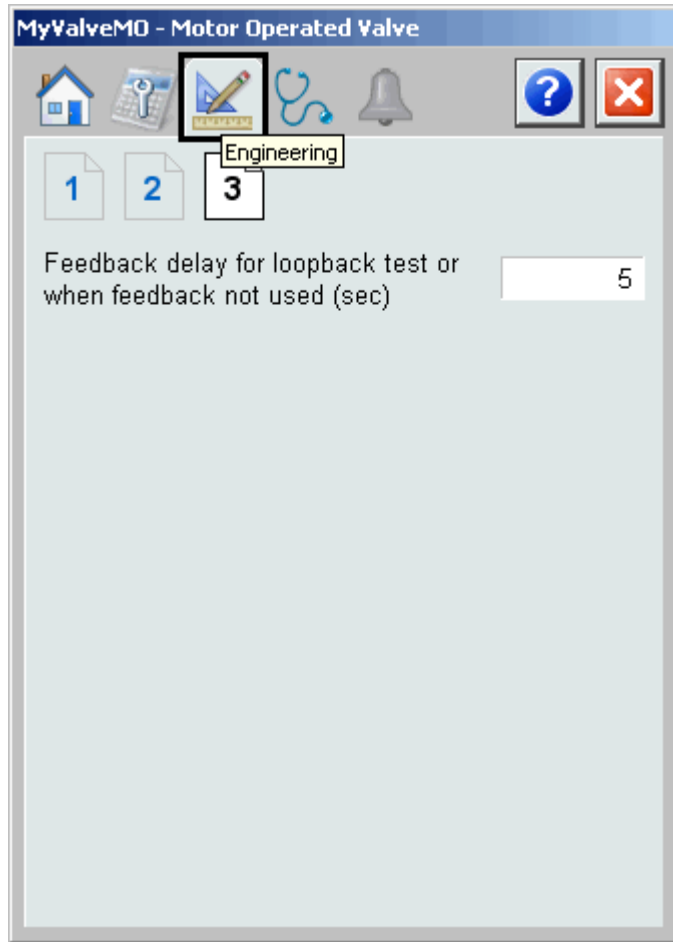 MyValveMO - Motor Operated Valve
?
Engineering
1 2 3
Feedback delay for loopback test or
when feedback not used (sec)
5